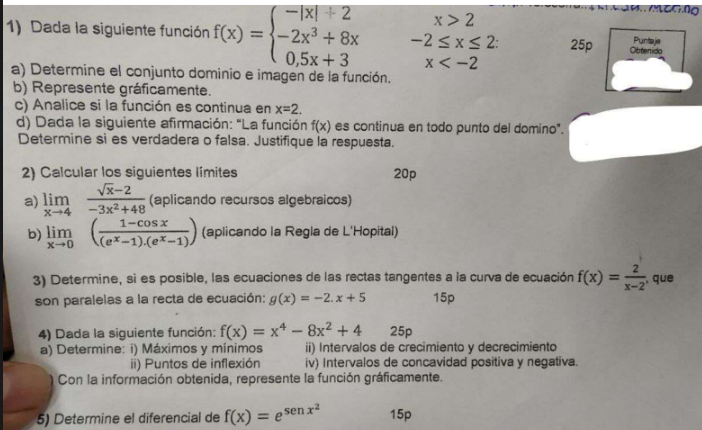 −|x| + 2 x > 2
1) Dada la siguiente función f(x) = { −2x³ + 8x −2 ≤ x ≤ 2: 25p Puntaje Obtenido
0,5x + 3 x < −2
a) Determine el conjunto dominio e imagen de la función.
b) Represente gráficamente.
c) Analice si la función es continua en x=2.
d) Dada la siguiente afirmación: “La función f(x) es continua en todo punto del domino”.
Determine si es verdadera o falsa. Justifique la respuesta.
2) Calcular los siguientes límites 20p
a) lim x→4 (√x−2)/(−3x²+48) (aplicando recursos algebraicos)
b) lim x→0 ((1−cos x)/((eˣ−1).(eˣ−1))) (aplicando la Regla de L'Hopital)
3) Determine, si es posible, las ecuaciones de las rectas tangentes a la curva de ecuación f(x) = 2/(x−2), que
son paralelas a la recta de ecuación: g(x) = −2.x + 5 15p
4) Dada la siguiente función: f(x) = x⁴ − 8x² + 4 25p
a) Determine: i) Máximos y mínimos ii) Intervalos de crecimiento y decrecimiento
ii) Puntos de inflexión iv) Intervalos de concavidad positiva y negativa.
) Con la información obtenida, represente la función gráficamente.
5) Determine el diferencial de f(x) = e^(sen x²) 15p